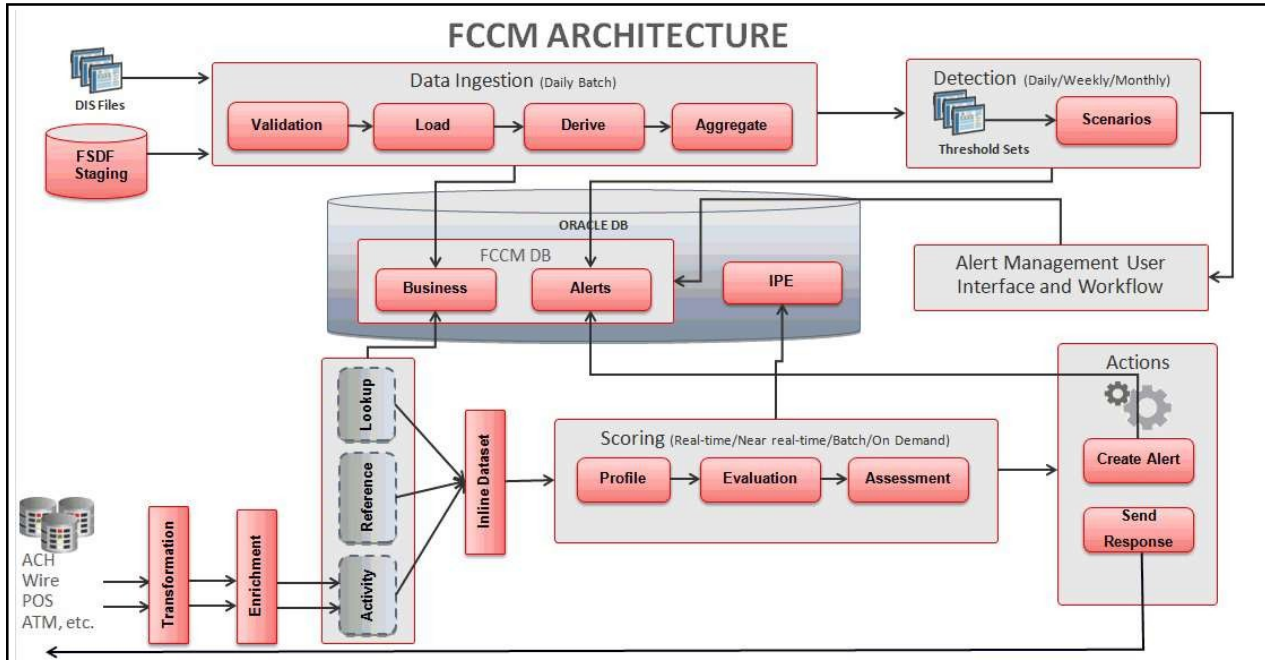 FCCM ARCHITECTURE
DIS Files
FSDF
Staging
Data Ingestion (Daily Batch)
Validation
Load
Derive
Aggregate
Detection (Daily/Weekly/Monthly)
Threshold Sets
Scenarios
ORACLE DB
FCCM DB
Business
Alerts
IPE
Alert Management User
Interface and Workflow
Lookup
Reference
Activity
Inline Dataset
Scoring (Real-time/Near real-time/Batch/On Demand)
Profile
Evaluation
Assessment
Actions
Create Alert
Send
Response
ACH
Wire
POS
ATM, etc.
Transformation
Enrichment